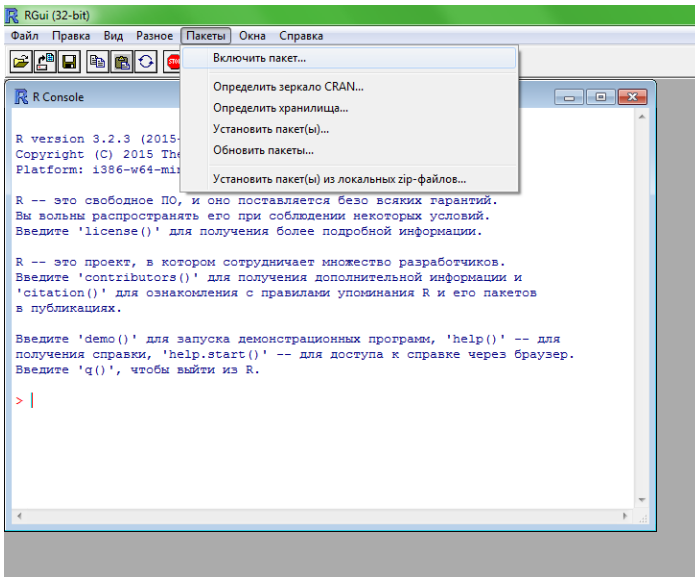 RGui (32-bit)
Файл Правка Вид Разное Пакеты Окна Справка
STOP
Включить пакет...
Определить зеркало CRAN...
Определить хранилища...
Установить пакет(ы)...
Обновить пакеты...
Установить пакет(ы) из локальных zip-файлов...
R Console
R version 3.2.3 (2015-
Copyright (C) 2015 The
Platform: i386-w64-mi
R -- это свободное ПО, и оно поставляется безо всяких гарантий.
Вы вольны распространять его при соблюдении некоторых условий.
Введите 'license()' для получения более подробной информации.
R -- это проект, в котором сотрудничает множество разработчиков.
Введите 'contributors()' для получения дополнительной информации и
'citation()' для ознакомления с правилами упоминания R и его пакетов
в публикациях.
Введите 'demo()' для запуска демонстрационных программ, 'help()' -- для
получения справки, 'help.start()' -- для доступа к справке через браузер.
Введите 'q()', чтобы выйти из R.
>